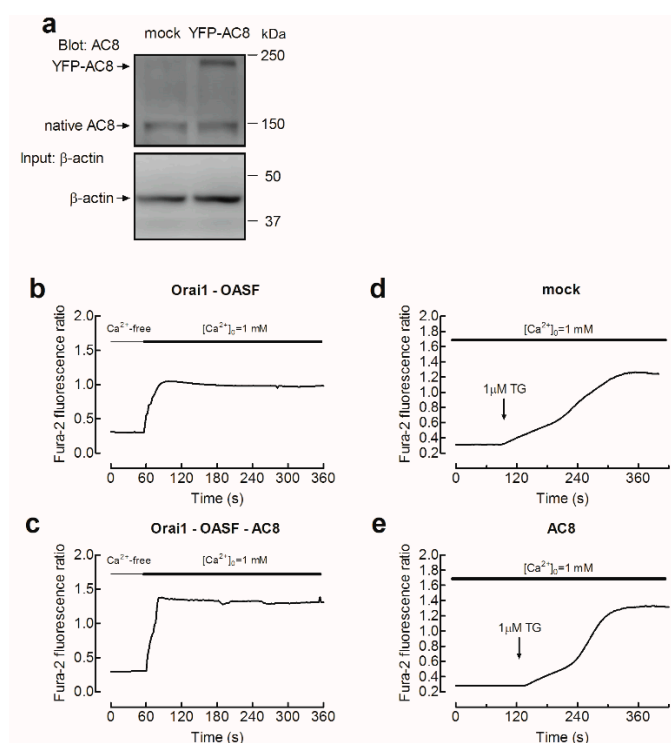 a
mock YFP-AC8 kDa
Blot: AC8
YFP-AC8
250
native AC8
150
Input: β-actin
50
β-actin
37
b
Orai1 - OASF
Ca²⁺-free [Ca²⁺]₀=1 mM
Fura-2 fluorescence ratio
2.0
1.5
1.0
0.5
0.0
0 60 120 180 240 300 360
Time (s)
d
mock
[Ca²⁺]₀=1 mM
1μM TG
Fura-2 fluorescence ratio
1.8
1.6
1.4
1.2
1.0
0.8
0.6
0.4
0.2
0 120 240 360
Time (s)
c
Orai1 - OASF - AC8
Ca²⁺-free [Ca²⁺]₀=1 mM
Fura-2 fluorescence ratio
2.0
1.5
1.0
0.5
0.0
0 60 120 180 240 300 360
Time (s)
e
AC8
[Ca²⁺]₀=1 mM
1μM TG
Fura-2 fluorescence ratio
1.8
1.6
1.4
1.2
1.0
0.8
0.6
0.4
0.2
0 120 240 360
Time (s)